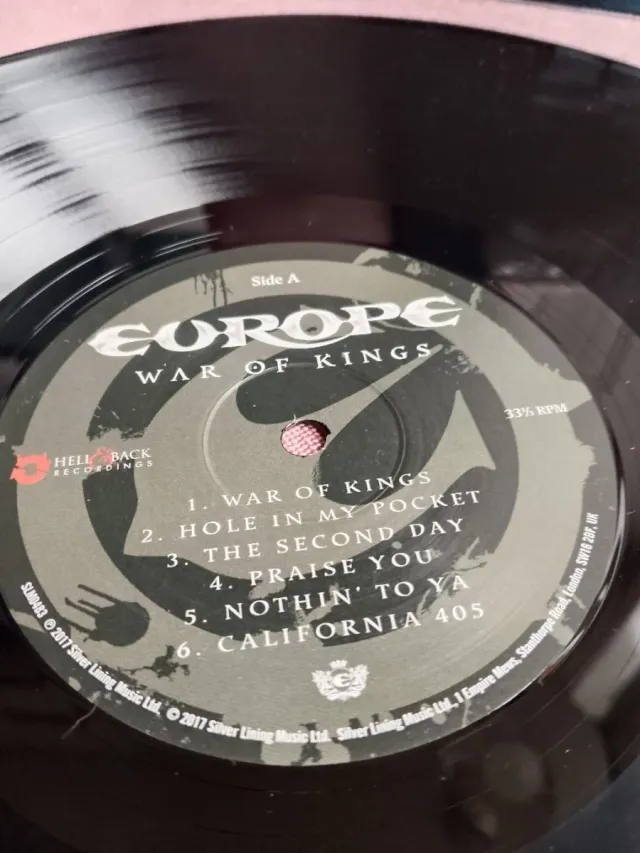 Side A
EUROPE
WAR OF KINGS
33⅓ RPM
HELL & BACK
RECORDINGS
1. WAR OF KINGS
2. HOLE IN MY POCKET
3. THE SECOND DAY
4. PRAISE YOU
5. NOTHIN' TO YA
6. CALIFORNIA 405
SLM0483 ℗ 2017 Silver Lining Music Ltd. © 2017 Silver Lining Music Ltd. Silver Lining Music Ltd., 1 Empire Mews, Stanthorpe Road, London, SW16 2BF, UK